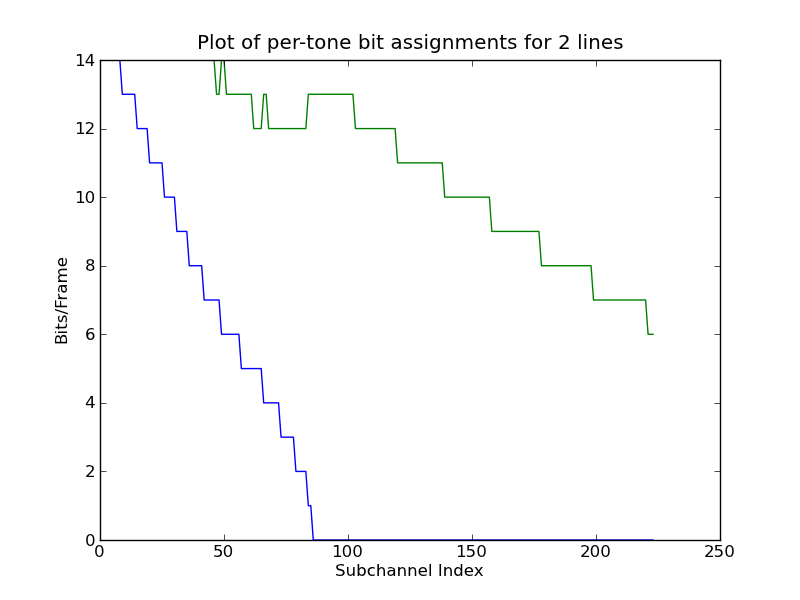 Plot of per-tone bit assignments for 2 lines
14
12
10
8
6
4
2
0
Bits/Frame
0 50 100 150 200 250
Subchannel Index